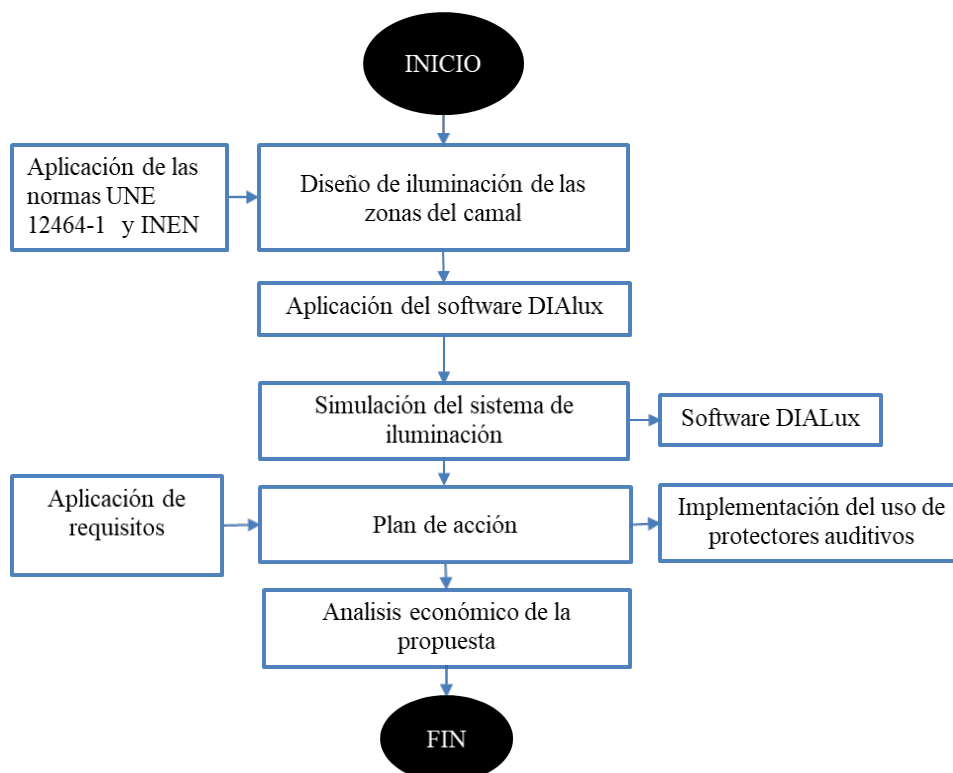 INICIO
Aplicación de las
normas UNE
12464-1 y INEN
Diseño de iluminación de las
zonas del camal
Aplicación del software DIAlux
Simulación del sistema de
iluminación
Software DIALux
Aplicación de
requisitos
Plan de acción
Implementación del uso de
protectores auditivos
Analisis económico de la
propuesta
FIN